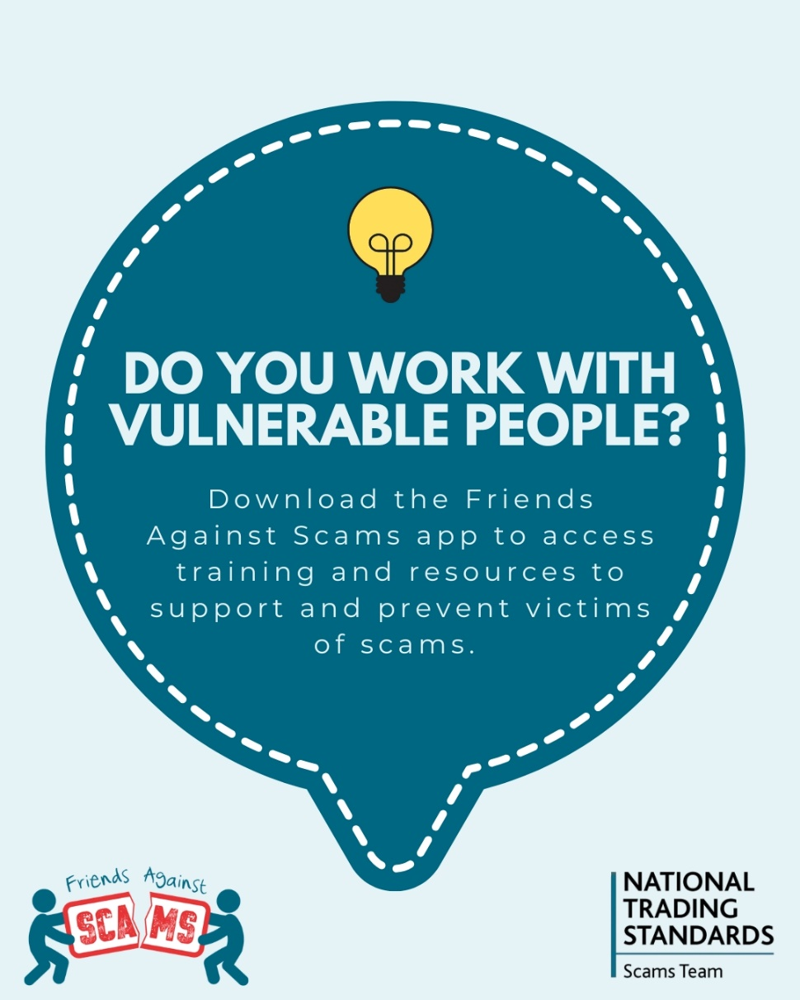 DO YOU WORK WITH
VULNERABLE PEOPLE?
Download the Friends
Against Scams app to access
training and resources to
support and prevent victims
of scams.
Friends Against
SCAMS
NATIONAL
TRADING
STANDARDS
Scams Team